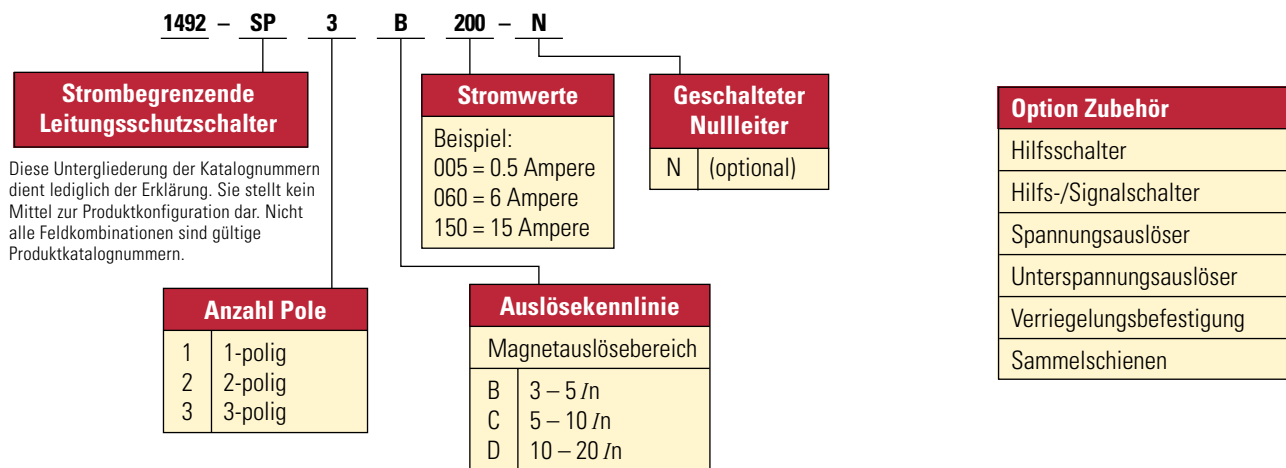 1492 – SP 3 B 200 – N
Strombegrenzende
Leitungsschutzschalter
Diese Untergliederung der Katalognummern
dient lediglich der Erklärung. Sie stellt kein
Mittel zur Produktkonfiguration dar. Nicht
alle Feldkombinationen sind gültige
Produktkatalognummern.
Stromwerte
Beispiel:
005 = 0.5 Ampere
060 = 6 Ampere
150 = 15 Ampere
Geschalteter
Nullleiter
N (optional)
Anzahl Pole
1 1-polig
2 2-polig
3 3-polig
Auslösekennlinie
Magnetauslösebereich
B 3 – 5 In
C 5 – 10 In
D 10 – 20 In
Option Zubehör
Hilfsschalter
Hilfs-/Signalschalter
Spannungsauslöser
Unterspannungsauslöser
Verriegelungsbefestigung
Sammelschienen